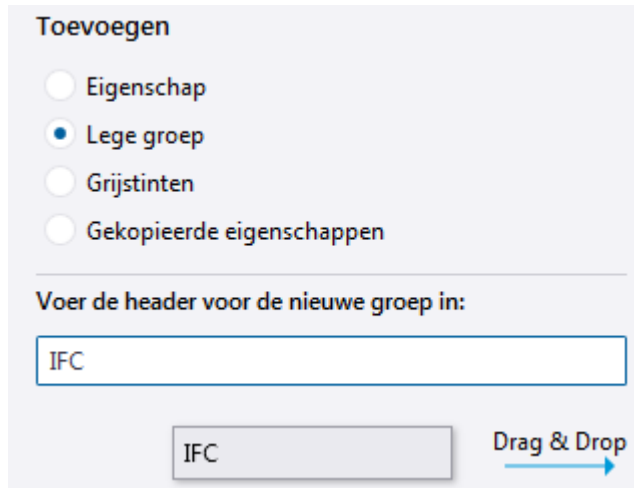 Toevoegen
Eigenschap
Lege groep
Grijstinten
Gekopieerde eigenschappen
Voer de header voor de nieuwe groep in:
IFC
IFC
Drag & Drop